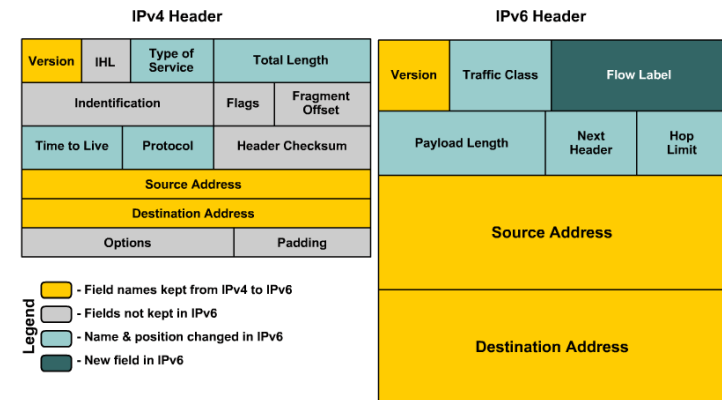 IPv4 Header
Version IHL Type of Service Total Length
Indentification Flags Fragment Offset
Time to Live Protocol Header Checksum
Source Address
Destination Address
Options Padding
Legend
- Field names kept from IPv4 to IPv6
- Fields not kept in IPv6
- Name & position changed in IPv6
- New field in IPv6
IPv6 Header
Version Traffic Class Flow Label
Payload Length Next Header Hop Limit
Source Address
Destination Address